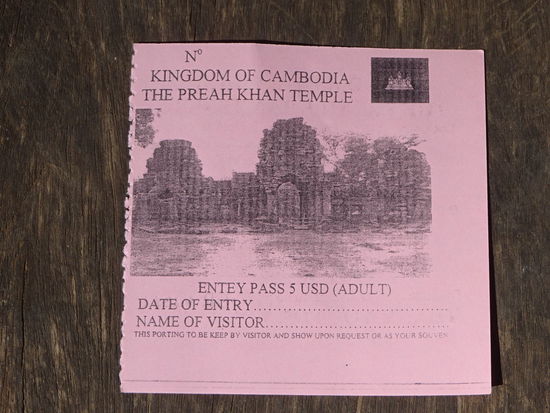 Nº
KINGDOM OF CAMBODIA
THE PREAH KHAN TEMPLE
ENTEY PASS 5 USD (ADULT)
DATE OF ENTRY................................................
NAME OF VISITOR.............................................
THIS PORTING TO BE KEEP BY VISITOR AND SHOW UPON REQUEST OR AS YOUR SOUVEN